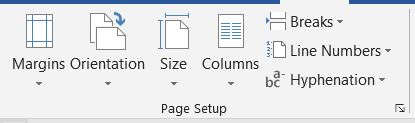 Margins Orientation Size Columns
Breaks
Line Numbers
Hyphenation
Page Setup